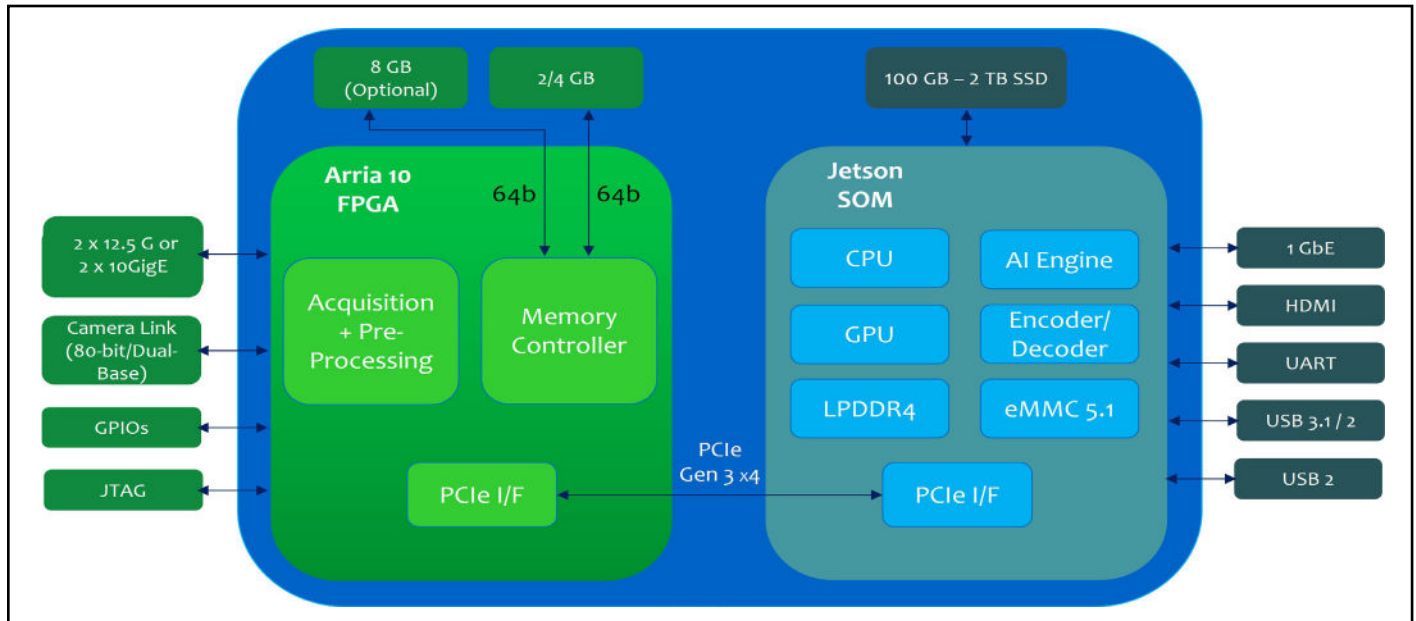 8 GB
(Optional)
2/4 GB
100 GB – 2 TB SSD
Arria 10
FPGA
64b
64b
Jetson
SOM
2 x 12.5 G or
2 x 10GigE
Camera Link
(80-bit/Dual-
Base)
GPIOs
JTAG
Acquisition
+ Pre-
Processing
Memory
Controller
PCIe I/F
PCIe
Gen 3 x4
CPU
AI Engine
GPU
Encoder/
Decoder
LPDDR4
eMMC 5.1
PCIe I/F
1 GbE
HDMI
UART
USB 3.1 / 2
USB 2